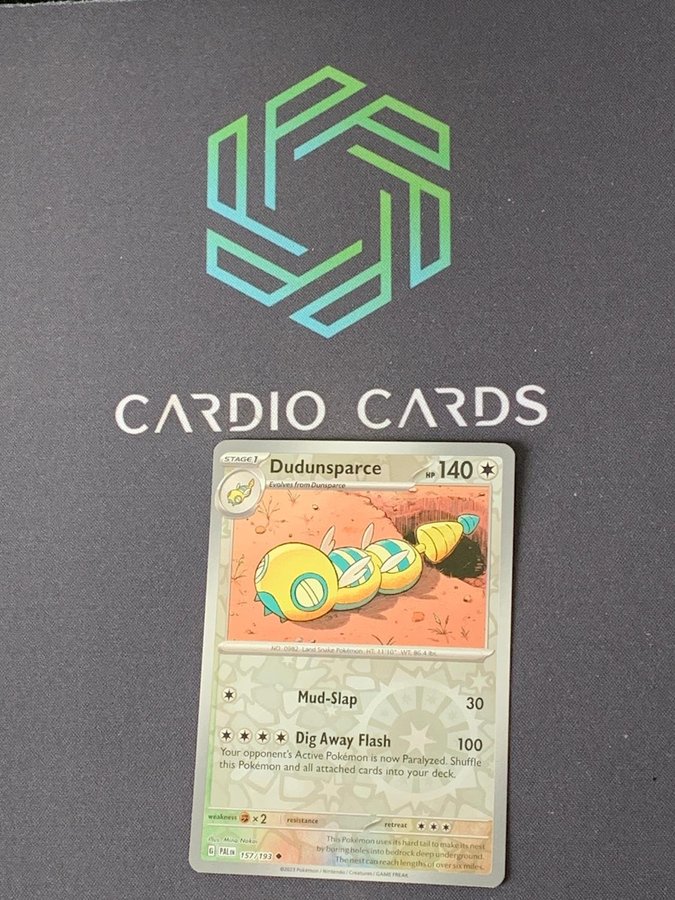 CARDIO CARDS
STAGE 1
Dudunsparce
HP 140
Evolves from Dunsparce
NO. 0982 Land Snake Pokémon HT: 11'10" WT: 86.4 lbs.
Mud-Slap 30
Dig Away Flash 100
Your opponent's Active Pokémon is now Paralyzed. Shuffle
this Pokémon and all attached cards into your deck.
weakness ×2 resistance retreat
Illus. Mina Nakai
G PAL EN 157/193
This Pokémon uses its hard tail to make its nest
by boring holes into bedrock deep underground.
The nest can reach lengths of over six miles.
©2023 Pokémon / Nintendo / Creatures / GAME FREAK